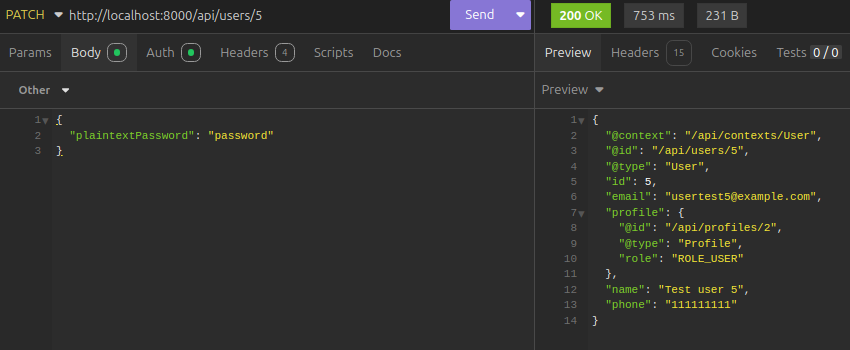 PATCH http://localhost:8000/api/users/5 Send 200 OK 753 ms 231 B
Params Body Auth Headers 4 Scripts Docs Preview Headers 15 Cookies Tests 0 / 0
Other Preview
1 {
2 "plaintextPassword": "password"
3 }
1 {
2 "@context": "/api/contexts/User",
3 "@id": "/api/users/5",
4 "@type": "User",
5 "id": 5,
6 "email": "usertest5@example.com",
7 "profile": {
8 "@id": "/api/profiles/2",
9 "@type": "Profile",
10 "role": "ROLE_USER"
11 },
12 "name": "Test user 5",
13 "phone": "111111111"
14 }